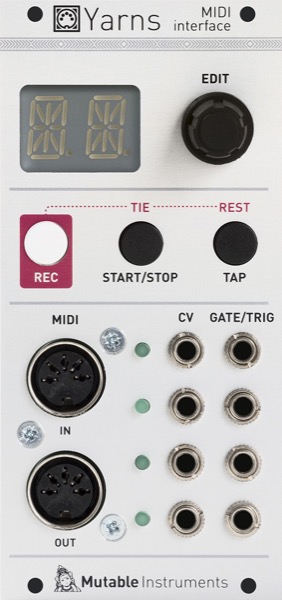 Yarns
MIDI
interface
EDIT
TIE
REST
REC
START/STOP
TAP
MIDI
CV
GATE/TRIG
IN
OUT
Mutable Instruments